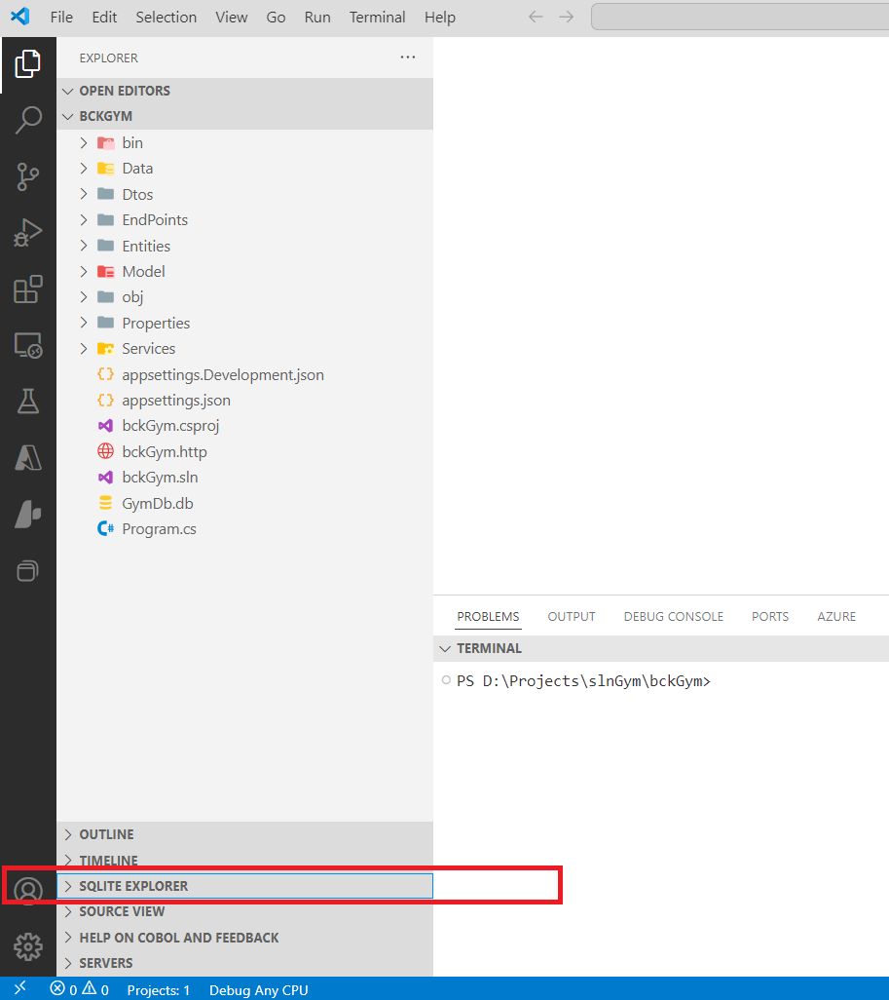 File Edit Selection View Go Run Terminal Help
EXPLORER ...
OPEN EDITORS
BCKGYM
bin
Data
Dtos
EndPoints
Entities
Model
obj
Properties
Services
{} appsettings.Development.json
{} appsettings.json
bckGym.csproj
bckGym.http
bckGym.sln
GymDb.db
C# Program.cs
PROBLEMS OUTPUT DEBUG CONSOLE PORTS AZURE
TERMINAL
PS D:\Projects\slnGym\bckGym>
OUTLINE
TIMELINE
SQLITE EXPLORER
SOURCE VIEW
HELP ON COBOL AND FEEDBACK
SERVERS
0 0 Projects: 1 Debug Any CPU